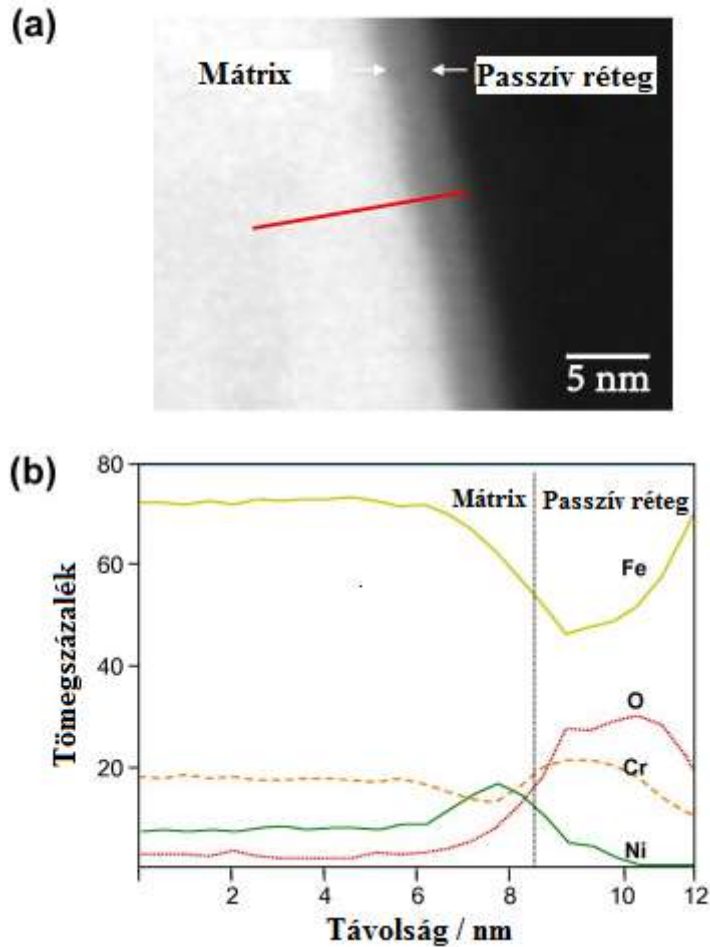 (a)
Mátrix
Passzív réteg
5 nm
(b)
80
Mátrix Passzív réteg
60
Fe
40
O
20
Cr
Ni
2 4 6 8 10 12
Tömegszázalék
Távolság / nm